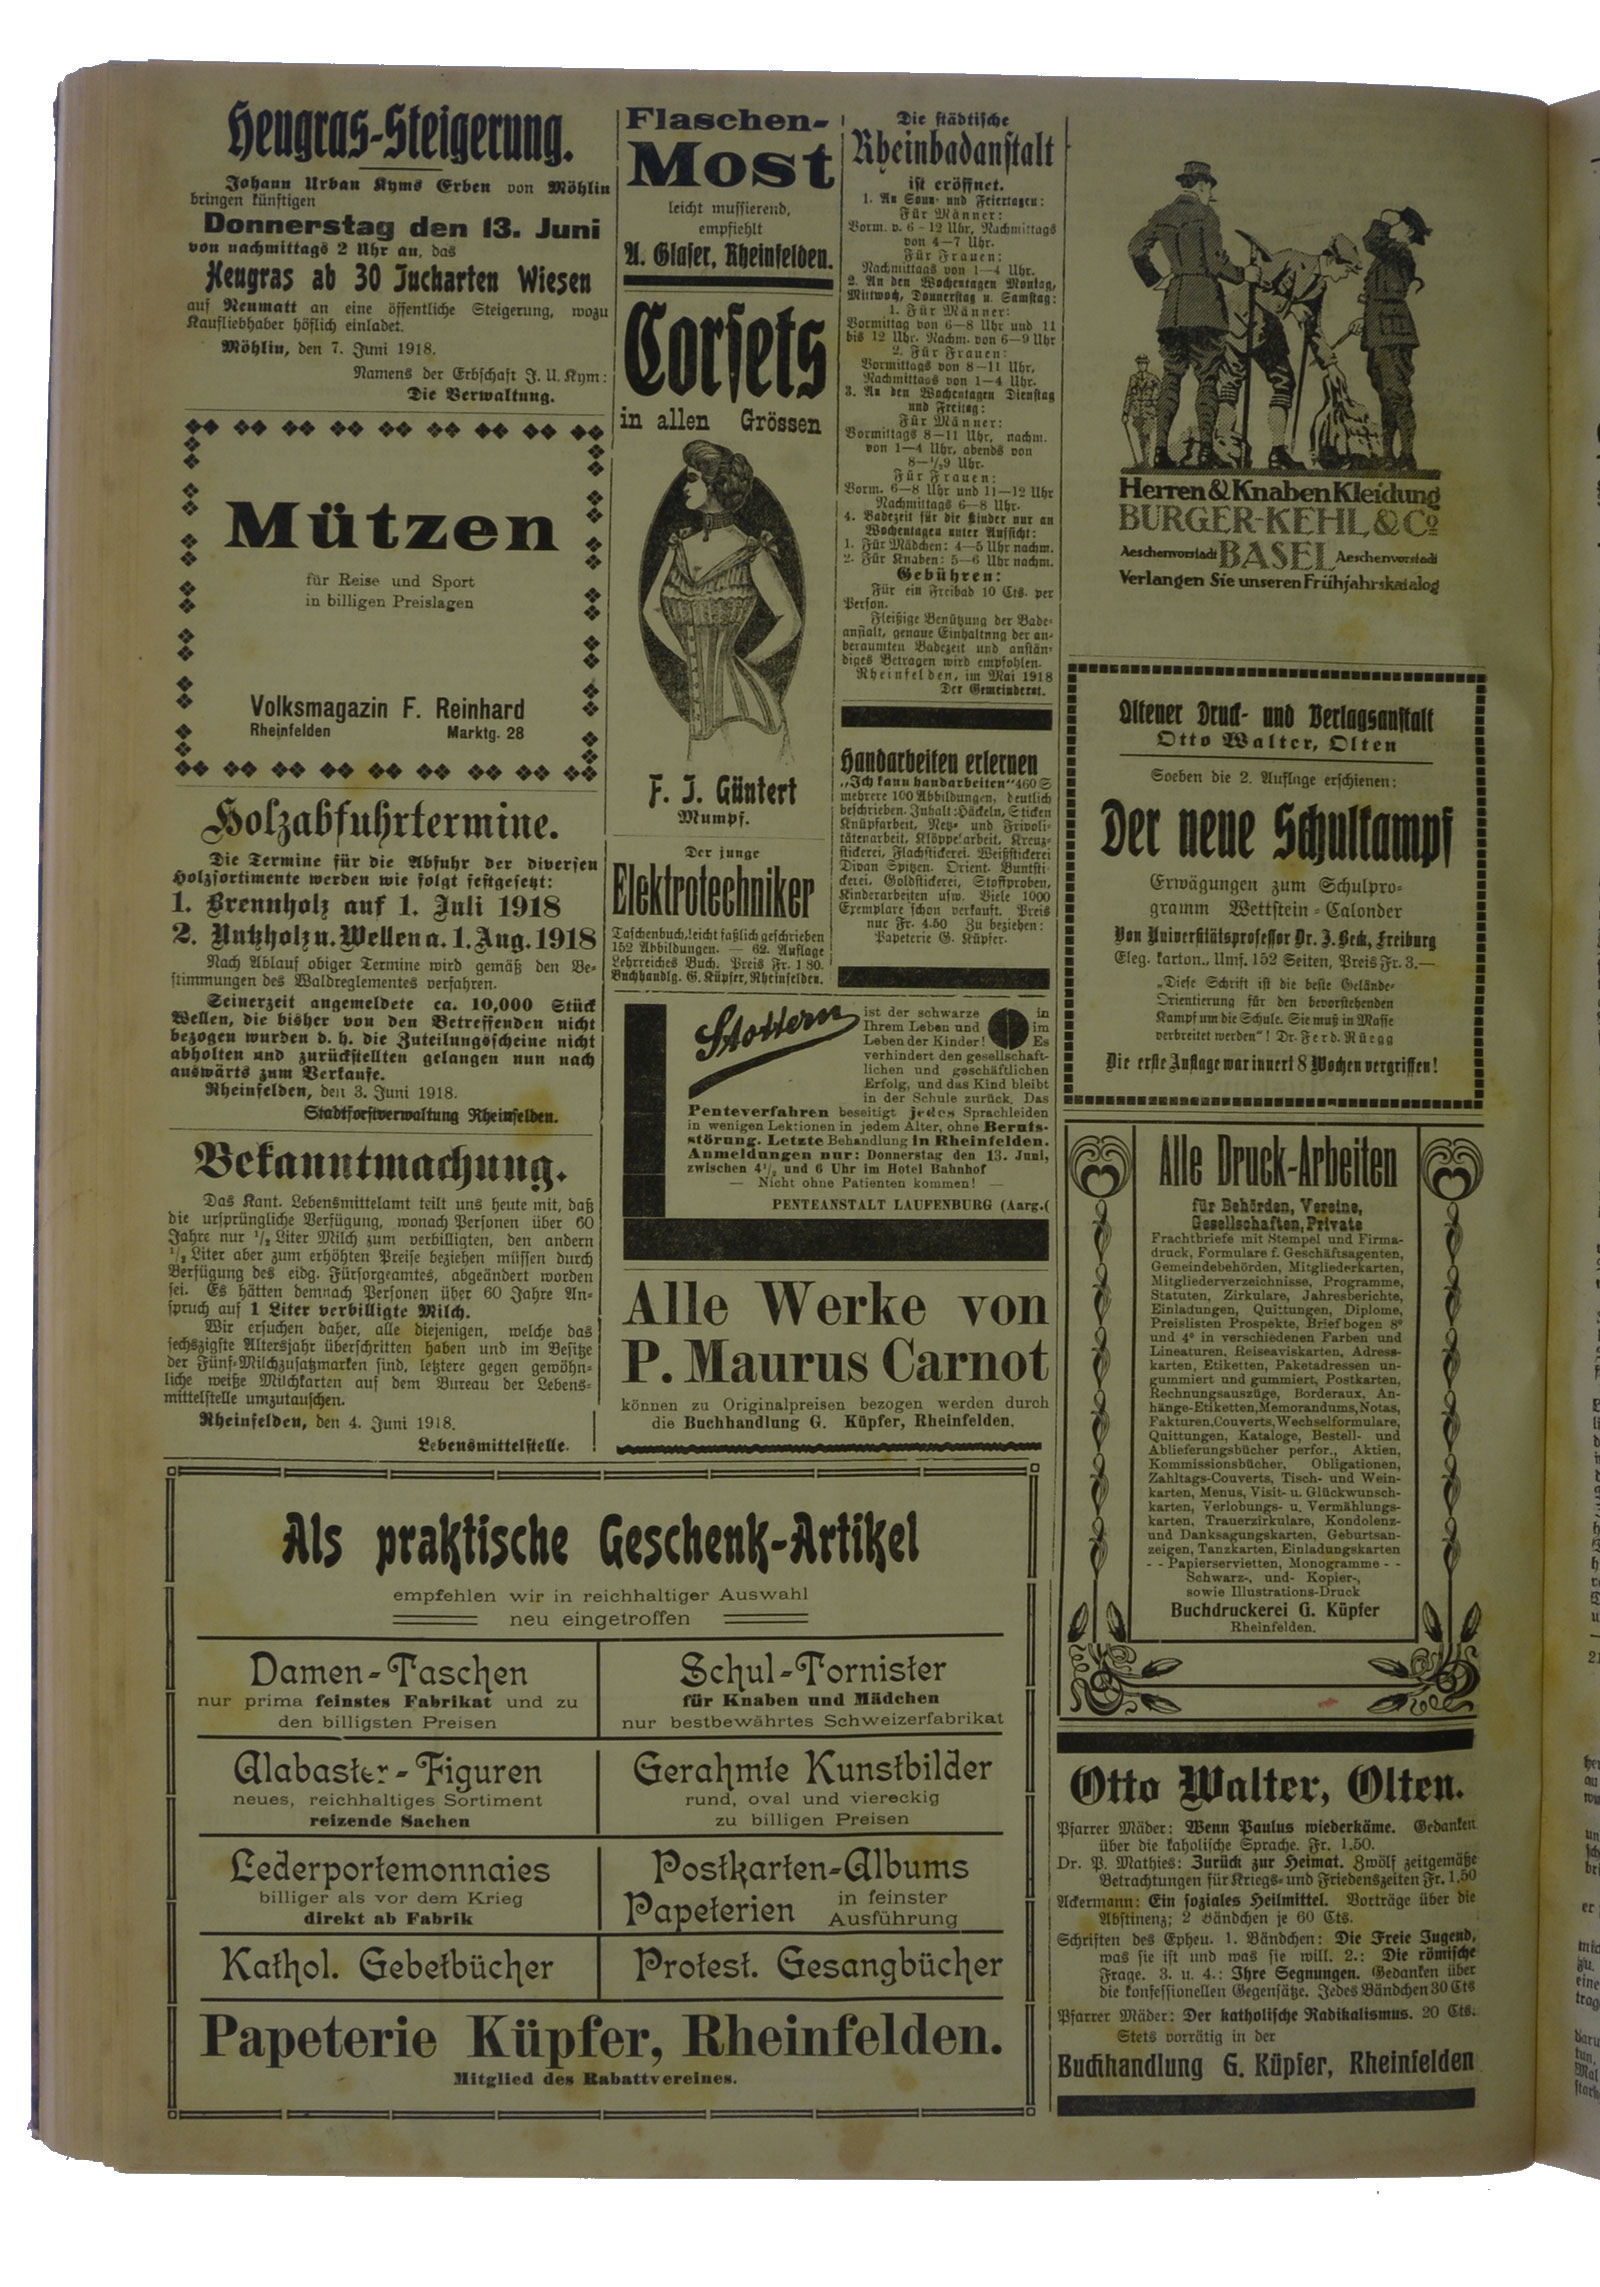 Heugras-Steigerung.
Johann Urban Kyms Erben von Möhlin
bringen künftigen
Donnerstag den 13. Juni
von nachmittags 2 Uhr an, das
Heugras ab 30 Jucharten Wiesen
auf Neumatt an eine öffentliche Steigerung, wozu
Kaufliebhaber höflich einladet.
Möhlin, den 7. Juni 1918.
Namens der Erbschaft J. U. Kym:
Die Verwaltung.
Mützen
für Reise und Sport
in billigen Preislagen
Volksmagazin F. Reinhard
Rheinfelden Marktg. 28
Holzabfuhrtermine.
Die Termine für die Abfuhr der diversen
Holzsortimente werden wie folgt festgesetzt:
1. Brennholz auf 1. Juli 1918
2. Nutzholz u. Wellen a. 1. Aug. 1918
Nach Ablauf obiger Termine wird gemäß den Be-
stimmungen des Waldreglementes verfahren.
Seinerzeit angemeldete ca. 10,000 Stück
Wellen, die bisher von den Betreffenden nicht
bezogen wurden d. h. die Zuteilungsscheine nicht
abholten und zurückstellten gelangen nun nach
auswärts zum Verkaufe.
Rheinfelden, den 3. Juni 1918.
Stadtforstverwaltung Rheinfelden.
Bekanntmachung.
Das Kant. Lebensmittelamt teilt uns heute mit, daß
die ursprüngliche Verfügung, wonach Personen über 60
Jahre nur ½ Liter Milch zum verbilligten, den andern
½ Liter aber zum erhöhten Preise beziehen müssen durch
Verfügung des eidg. Fürsorgeamtes, abgeändert worden
sei. Es hätten demnach Personen über 60 Jahre An-
spruch auf 1 Liter verbilligte Milch.
Wir ersuchen daher, alle diejenigen, welche das
sechszigste Altersjahr überschritten haben und im Besitze
der Fünf-Milchzusatzmarken sind, letztere gegen gewöhn-
liche weiße Milchkarten auf dem Bureau der Lebens-
mittelstelle umzutauschen.
Rheinfelden, den 4. Juni 1918.
Lebensmittelstelle.
Flaschen-
Most
leicht mussierend,
empfiehlt
A. Glaser, Rheinfelden.
Corsets
in allen Grössen
F. J. Güntert
Mumpf.
Der junge
Elektrotechniker
Taschenbuch, leicht faßlich geschrieben
152 Abbildungen. — 62. Auflage
Lehrreiches Buch. Preis Fr. 1 80.
Buchhandlg. G. Küpfer, Rheinfelden.
Die städtische
Rheinbadanstalt
ist eröffnet.
1. An Sonn- und Feiertagen:
Für Männer:
Vorm. v. 6-12 Uhr, Nachmittags
von 4—7 Uhr.
Für Frauen:
Nachmittags von 1—4 Uhr.
2. An den Wochentagen Montag,
Mittwoch, Donnerstag u. Samstag:
1. Für Männer:
Vormittag von 6—8 Uhr und 11
bis 12 Uhr. Nachm. von 6—9 Uhr
2. Für Frauen:
Vormittags von 8—11 Uhr,
Nachmittags von 1—4 Uhr.
3. An den Wochentagen Dienstag
und Freitag:
Für Männer:
Vormittags 8—11 Uhr, nachm.
von 1—4 Uhr, abends von
8—½9 Uhr.
Für Frauen:
Vorm. 6—8 Uhr und 11—12 Uhr
Nachmittags 6—8 Uhr.
4. Badezeit für die Kinder nur an
Wochentagen unter Aufsicht:
1. Für Mädchen: 4—5 Uhr nachm.
2. Für Knaben: 5—6 Uhr nachm.
Gebühren:
Für ein Freibad 10 Cts. per
Person.
Fleißige Benützung der Bade-
anstalt, genaue Einhaltnng der an-
beraumten Badezeit und anstän-
diges Betragen wird empfohlen.
Rheinfelden, im Mai 1918
Der Gemeinderat.
Handarbeiten erlernen
„Ich kann handarbeiten“ 460 S
mehrere 100 Abbildungen, deutlich
beschrieben. Inhalt: Häckeln, Sticken
Knüpfarbeit, Netz- und Frivoli-
tätenarbeit, Klöppelarbeit, Kreuz-
stickerei, Flachstickerei. Weißstickerei
Divan Spitzen. Orient. Buntsti-
ckerei, Goldstickerei, Stoffproben,
Kinderarbeiten usw. Viele 1000
Exemplare schon verkauft. Preis
nur Fr. 4.50 Zu beziehen:
Papeterie G. Küpfer.
Stottern ist der schwarze in
Ihrem Leben und im
Leben der Kinder! Es
verhindert den gesellschaft-
lichen und geschäftlichen
Erfolg, und das Kind bleibt
in der Schule zurück. Das
Penteverfahren beseitigt jedes Sprachleiden
in wenigen Lektionen in jedem Alter, ohne Berufs-
störung. Letzte Behandlung in Rheinfelden.
Anmeldungen nur: Donnerstag den 13. Juni,
zwischen 4½ und 6 Uhr im Hotel Bahnhof
— Nicht ohne Patienten kommen! —
PENTEANSTALT LAUFENBURG (Aarg.(
Alle Werke von
P. Maurus Carnot
können zu Originalpreisen bezogen werden durch
die Buchhandlung G. Küpfer, Rheinfelden.
Als praktische Geschenk-Artikel
empfehlen wir in reichhaltiger Auswahl
neu eingetroffen
Damen-Taschen
nur prima feinstes Fabrikat und zu
den billigsten Preisen
Schul-Tornister
für Knaben und Mädchen
nur bestbewährtes Schweizerfabrikat
Alabaster-Figuren
neues, reichhaltiges Sortiment
reizende Sachen
Gerahmte Kunstbilder
rund, oval und viereckig
zu billigen Preisen
Lederportemonnaies
billiger als vor dem Krieg
direkt ab Fabrik
Postkarten-Albums
Papeterien in feinster
Ausführung
Kathol. Gebetbücher
Protest. Gesangbücher
Papeterie Küpfer, Rheinfelden.
Mitglied des Rabattvereines.
Herren & Knaben Kleidung
BURGER-KEHL & Co
Aeschenvorstadt BASEL Aeschenvorstadt
Verlangen Sie unseren Frühjahrskatalog
Oltener Druck- und Verlagsanstalt
Otto Walter, Olten
Soeben die 2. Auflage erschienen:
Der neue Schulkampf
Erwägungen zum Schulpro-
gramm Wettstein-Calonder
Von Universitätsprofessor Dr. J. Beck, Freiburg
Eleg. karton., Umf. 152 Seiten, Preis Fr. 3.—
„Diese Schrift ist die beste Gelände-
Orientierung für den bevorstehenden
Kampf um die Schule. Sie muß in Masse
verbreitet werden“! Dr. Ferd. Rüegg
Die erste Auflage war innert 8 Wochen vergriffen!
Alle Druck-Arbeiten
für Behörden, Vereine,
Gesellschaften, Private
Frachtbriefe mit Stempel und Firma-
druck, Formulare f. Geschäftsagenten,
Gemeindebehörden, Mitgliederkarten,
Mitgliederverzeichnisse, Programme,
Statuten, Zirkulare, Jahresberichte,
Einladungen, Quittungen, Diplome,
Preislisten Prospekte, Briefbogen 8°
und 4° in verschiedenen Farben und
Lineaturen, Reiseaviskarten, Adress-
karten, Etiketten, Paketadressen un-
gummiert und gummiert, Postkarten,
Rechnungsauszüge, Borderaux, An-
hänge-Etiketten, Memorandums, Notas,
Fakturen, Couverts, Wechselformulare,
Quittungen, Kataloge, Bestell- und
Ablieferungsbücher perfor., Aktien,
Kommissionsbücher, Obligationen,
Zahltags-Couverts, Tisch- und Wein-
karten, Menus, Visit- u. Glückwunsch-
karten, Verlobungs- u. Vermählungs-
karten, Trauerzirkulare, Kondolenz-
und Danksagungskarten, Geburtsan-
zeigen, Tanzkarten, Einladungskarten
- - Papierservietten, Monogramme - -
Schwarz-, und- Kopier-,
sowie Illustrations-Druck
Buchdruckerei G. Küpfer
Rheinfelden.
Otto Walter, Olten.
Pfarrer Mäder: Wenn Paulus wiederkäme. Gedanken
über die kaholische Sprache. Fr. 1.50.
Dr. P. Mathies: Zurück zur Heimat. Zwölf zeitgemäße
Betrachtungen für Kriegs- und Friedenszeiten Fr. 1.50
Ackermann: Ein soziales Heilmittel. Vorträge über die
Abstinenz; 2 Bändchen je 60 Cts.
Schriften des Epheu. 1. Bändchen: Die Freie Jugend,
was sie ist und was sie will. 2.: Die römische
Frage. 3. u. 4.: Ihre Segnungen. Gedanken über
die konfessionellen Gegensätze. Jedes Bändchen 30 Cts
Pfarrer Mäder: Der katholische Radikalismus. 20 Cts.
Stets vorrätig in der
Buchhandlung G. Küpfer, Rheinfelden